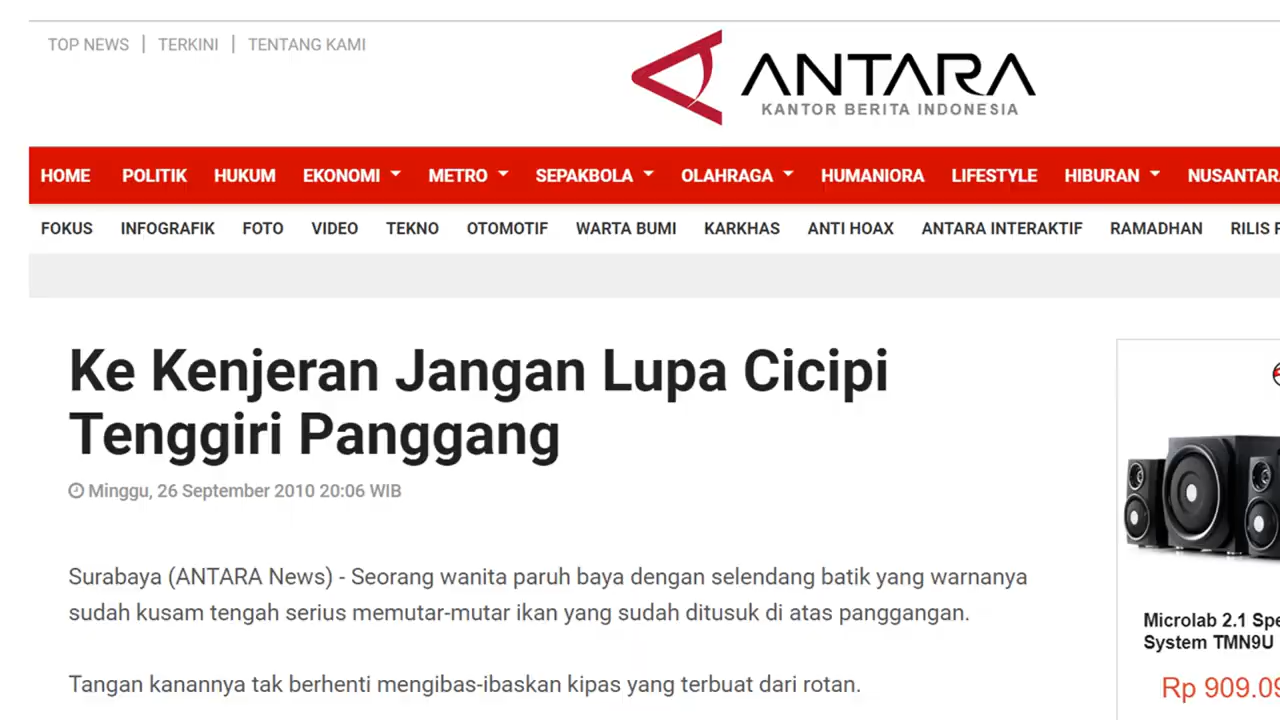 TOP NEWS | TERKINI | TENTANG KAMI
ANTARA
KANTOR BERITA INDONESIA
HOME POLITIK HUKUM EKONOMI METRO SEPAKBOLA OLAHRAGA HUMANIORA LIFESTYLE HIBURAN NUSANTARA
FOKUS INFOGRAFIK FOTO VIDEO TEKNO OTOMOTIF WARTA BUMI KARKHAS ANTI HOAX ANTARA INTERAKTIF RAMADHAN RILIS
Ke Kenjeran Jangan Lupa Cicipi
Tenggiri Panggang
Minggu, 26 September 2010 20:06 WIB
Surabaya (ANTARA News) - Seorang wanita paruh baya dengan selendang batik yang warnanya
sudah kusam tengah serius memutar-mutar ikan yang sudah ditusuk di atas panggangan.
Tangan kanannya tak berhenti mengibas-ibaskan kipas yang terbuat dari rotan.
Microlab 2.1
System TMN9U
Rp 909.09